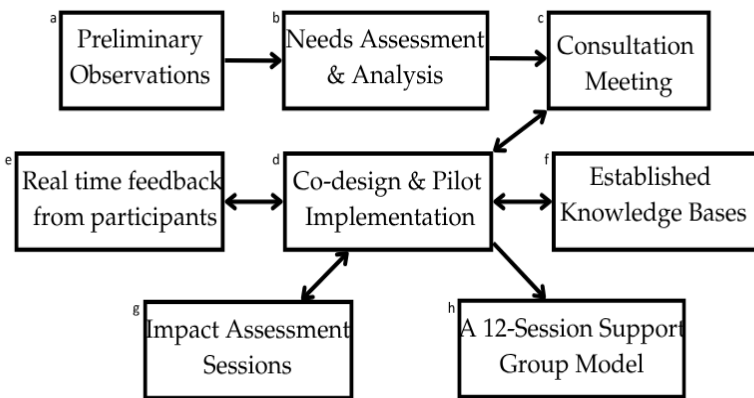 a
Preliminary
Observations
b
Needs Assessment
& Analysis
c
Consultation
Meeting
e
Real time feedback
from participants
d
Co-design & Pilot
Implementation
f
Established
Knowledge Bases
g
Impact Assessment
Sessions
h
A 12-Session Support
Group Model